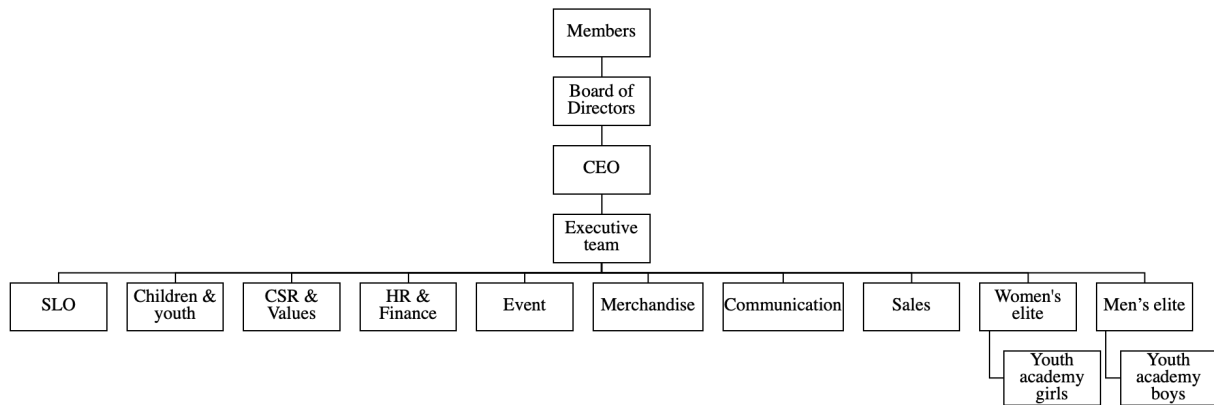 Members
Board of
Directors
CEO
Executive
team
SLO
Children &
youth
CSR &
Values
HR &
Finance
Event
Merchandise
Communication
Sales
Women's
elite
Men’s elite
Youth
academy
girls
Youth
academy
boys